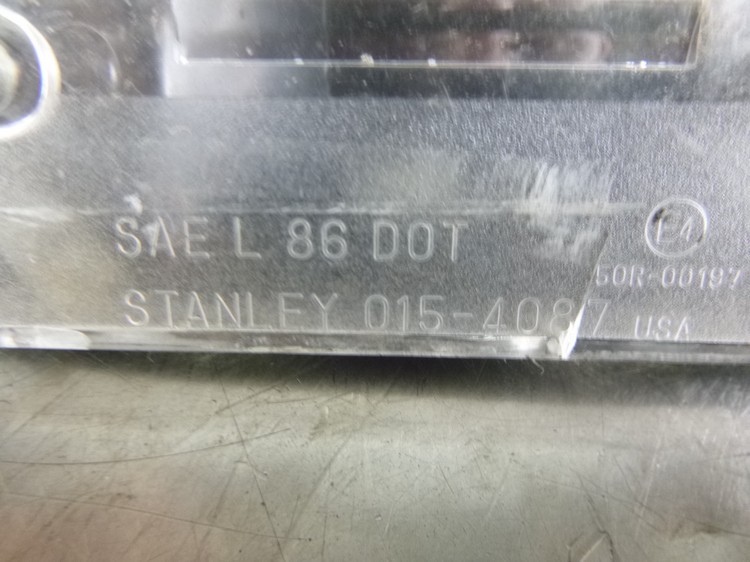 SAE L 86 DOT
E4
50R-00197
STANLEY 015-4087
USA